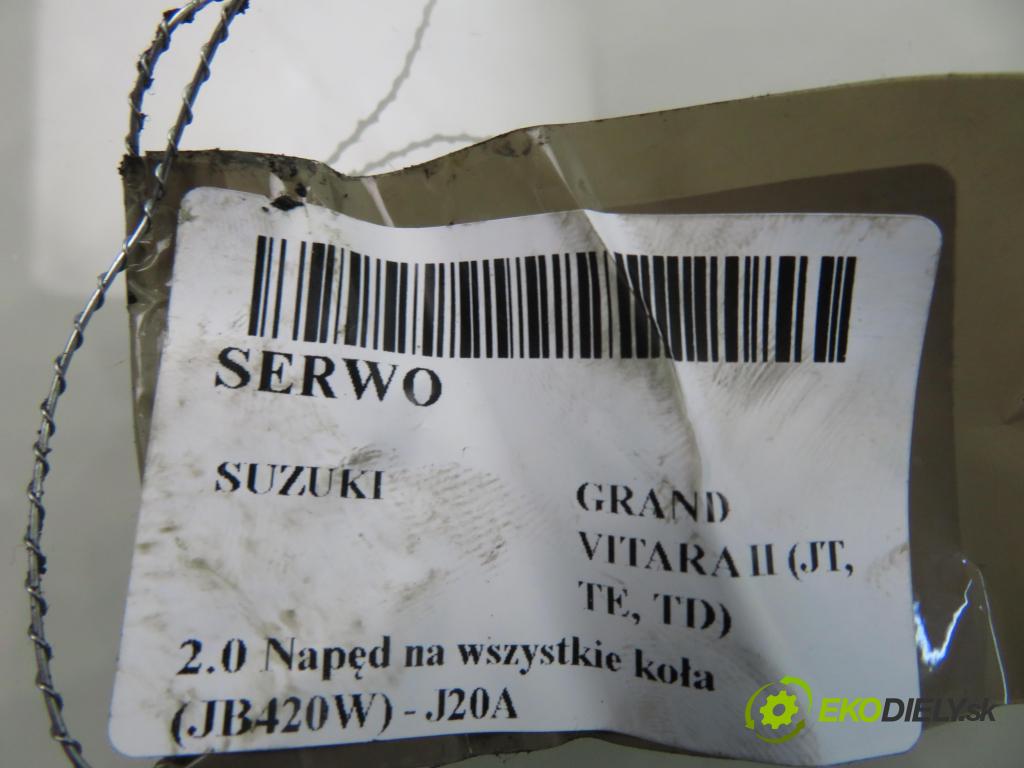 SERWO
SUZUKI
GRAND
VITARA II (JT,
TE, TD)
2.0 Napęd na wszystkie koła
(JB420W) - J20A
EKODIELY.sk